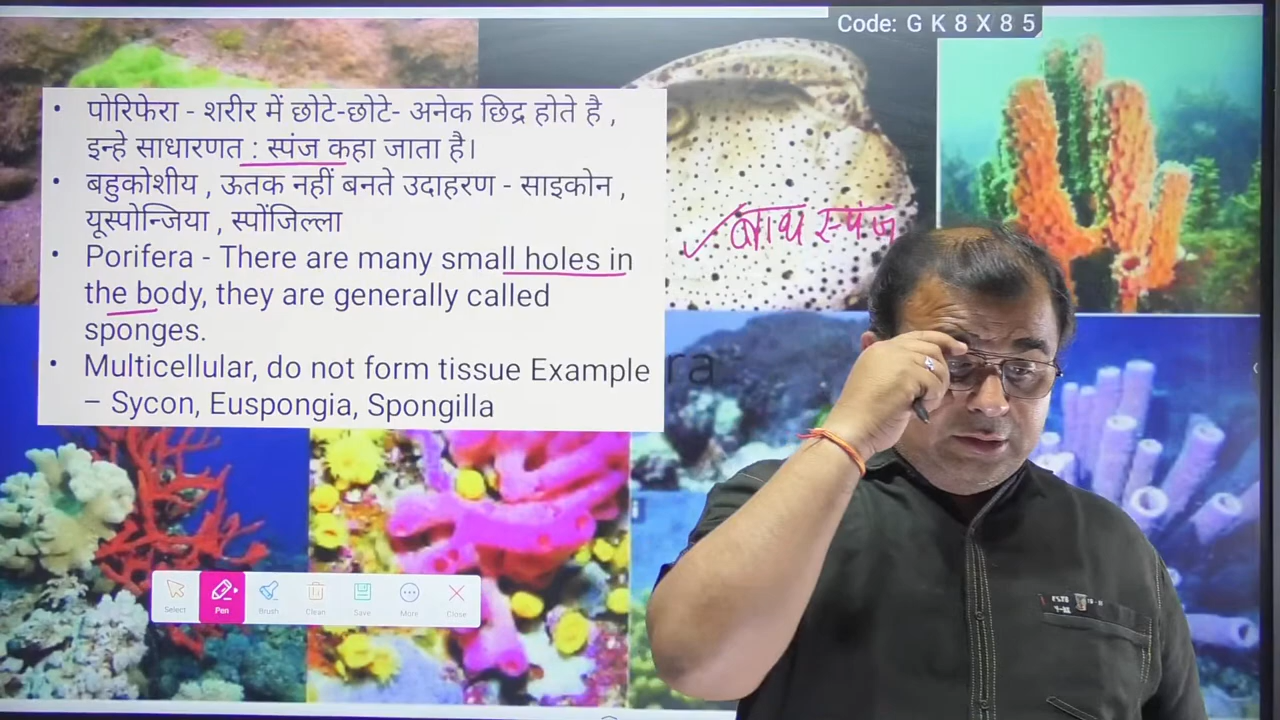 Code: G K 8 X 8 5
• पोरिफेरा - शरीर में छोटे-छोटे- अनेक छिद्र होते है ,
इन्हे साधारणत : स्पंज कहा जाता है।
• बहुकोशीय , ऊतक नहीं बनते उदाहरण - साइकोन ,
यूस्पोन्जिया , स्पोंजिल्ला
• Porifera - There are many small holes in
the body, they are generally called
sponges.
• Multicellular, do not form tissue Example
– Sycon, Euspongia, Spongilla
बाथ स्पंज
ra
Select Pen Brush Clean Save More Close